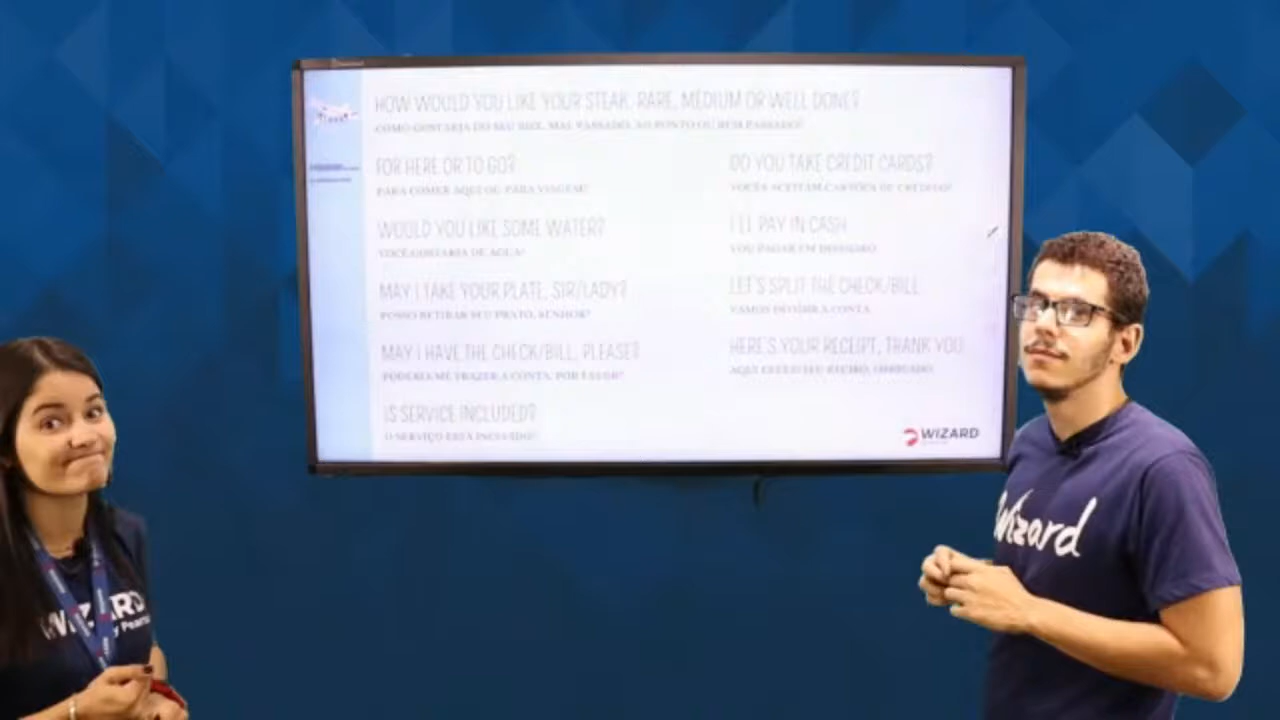 HOW WOULD YOU LIKE YOUR STEAK, RARE, MEDIUM OR WELL DONE?
COMO GOSTARIA DO SEU BIFE, MAL PASSADO, AO PONTO OU BEM PASSADO?
FOR HERE OR TO GO?
PARA COMER AQUI OU PARA VIAGEM?
WOULD YOU LIKE SOME WATER?
VOCÊ GOSTARIA DE ÁGUA?
MAY I TAKE YOUR PLATE, SIR/LADY?
POSSO RETIRAR SEU PRATO, SENHOR?
MAY I HAVE THE CHECK/BILL, PLEASE?
PODERIA ME TRAZER A CONTA, POR FAVOR?
IS SERVICE INCLUDED?
O SERVIÇO ESTÁ INCLUSO?
DO YOU TAKE CREDIT CARDS?
VOCÊS ACEITAM CARTÕES DE CRÉDITO?
I'LL PAY IN CASH
VOU PAGAR EM DINHEIRO
LET'S SPLIT THE CHECK/BILL
VAMOS DIVIDIR A CONTA
HERE'S YOUR RECEIPT, THANK YOU
AQUI ESTÁ O SEU RECIBO, OBRIGADO
WIZARD
Wizard
WIZARD
by Pearson